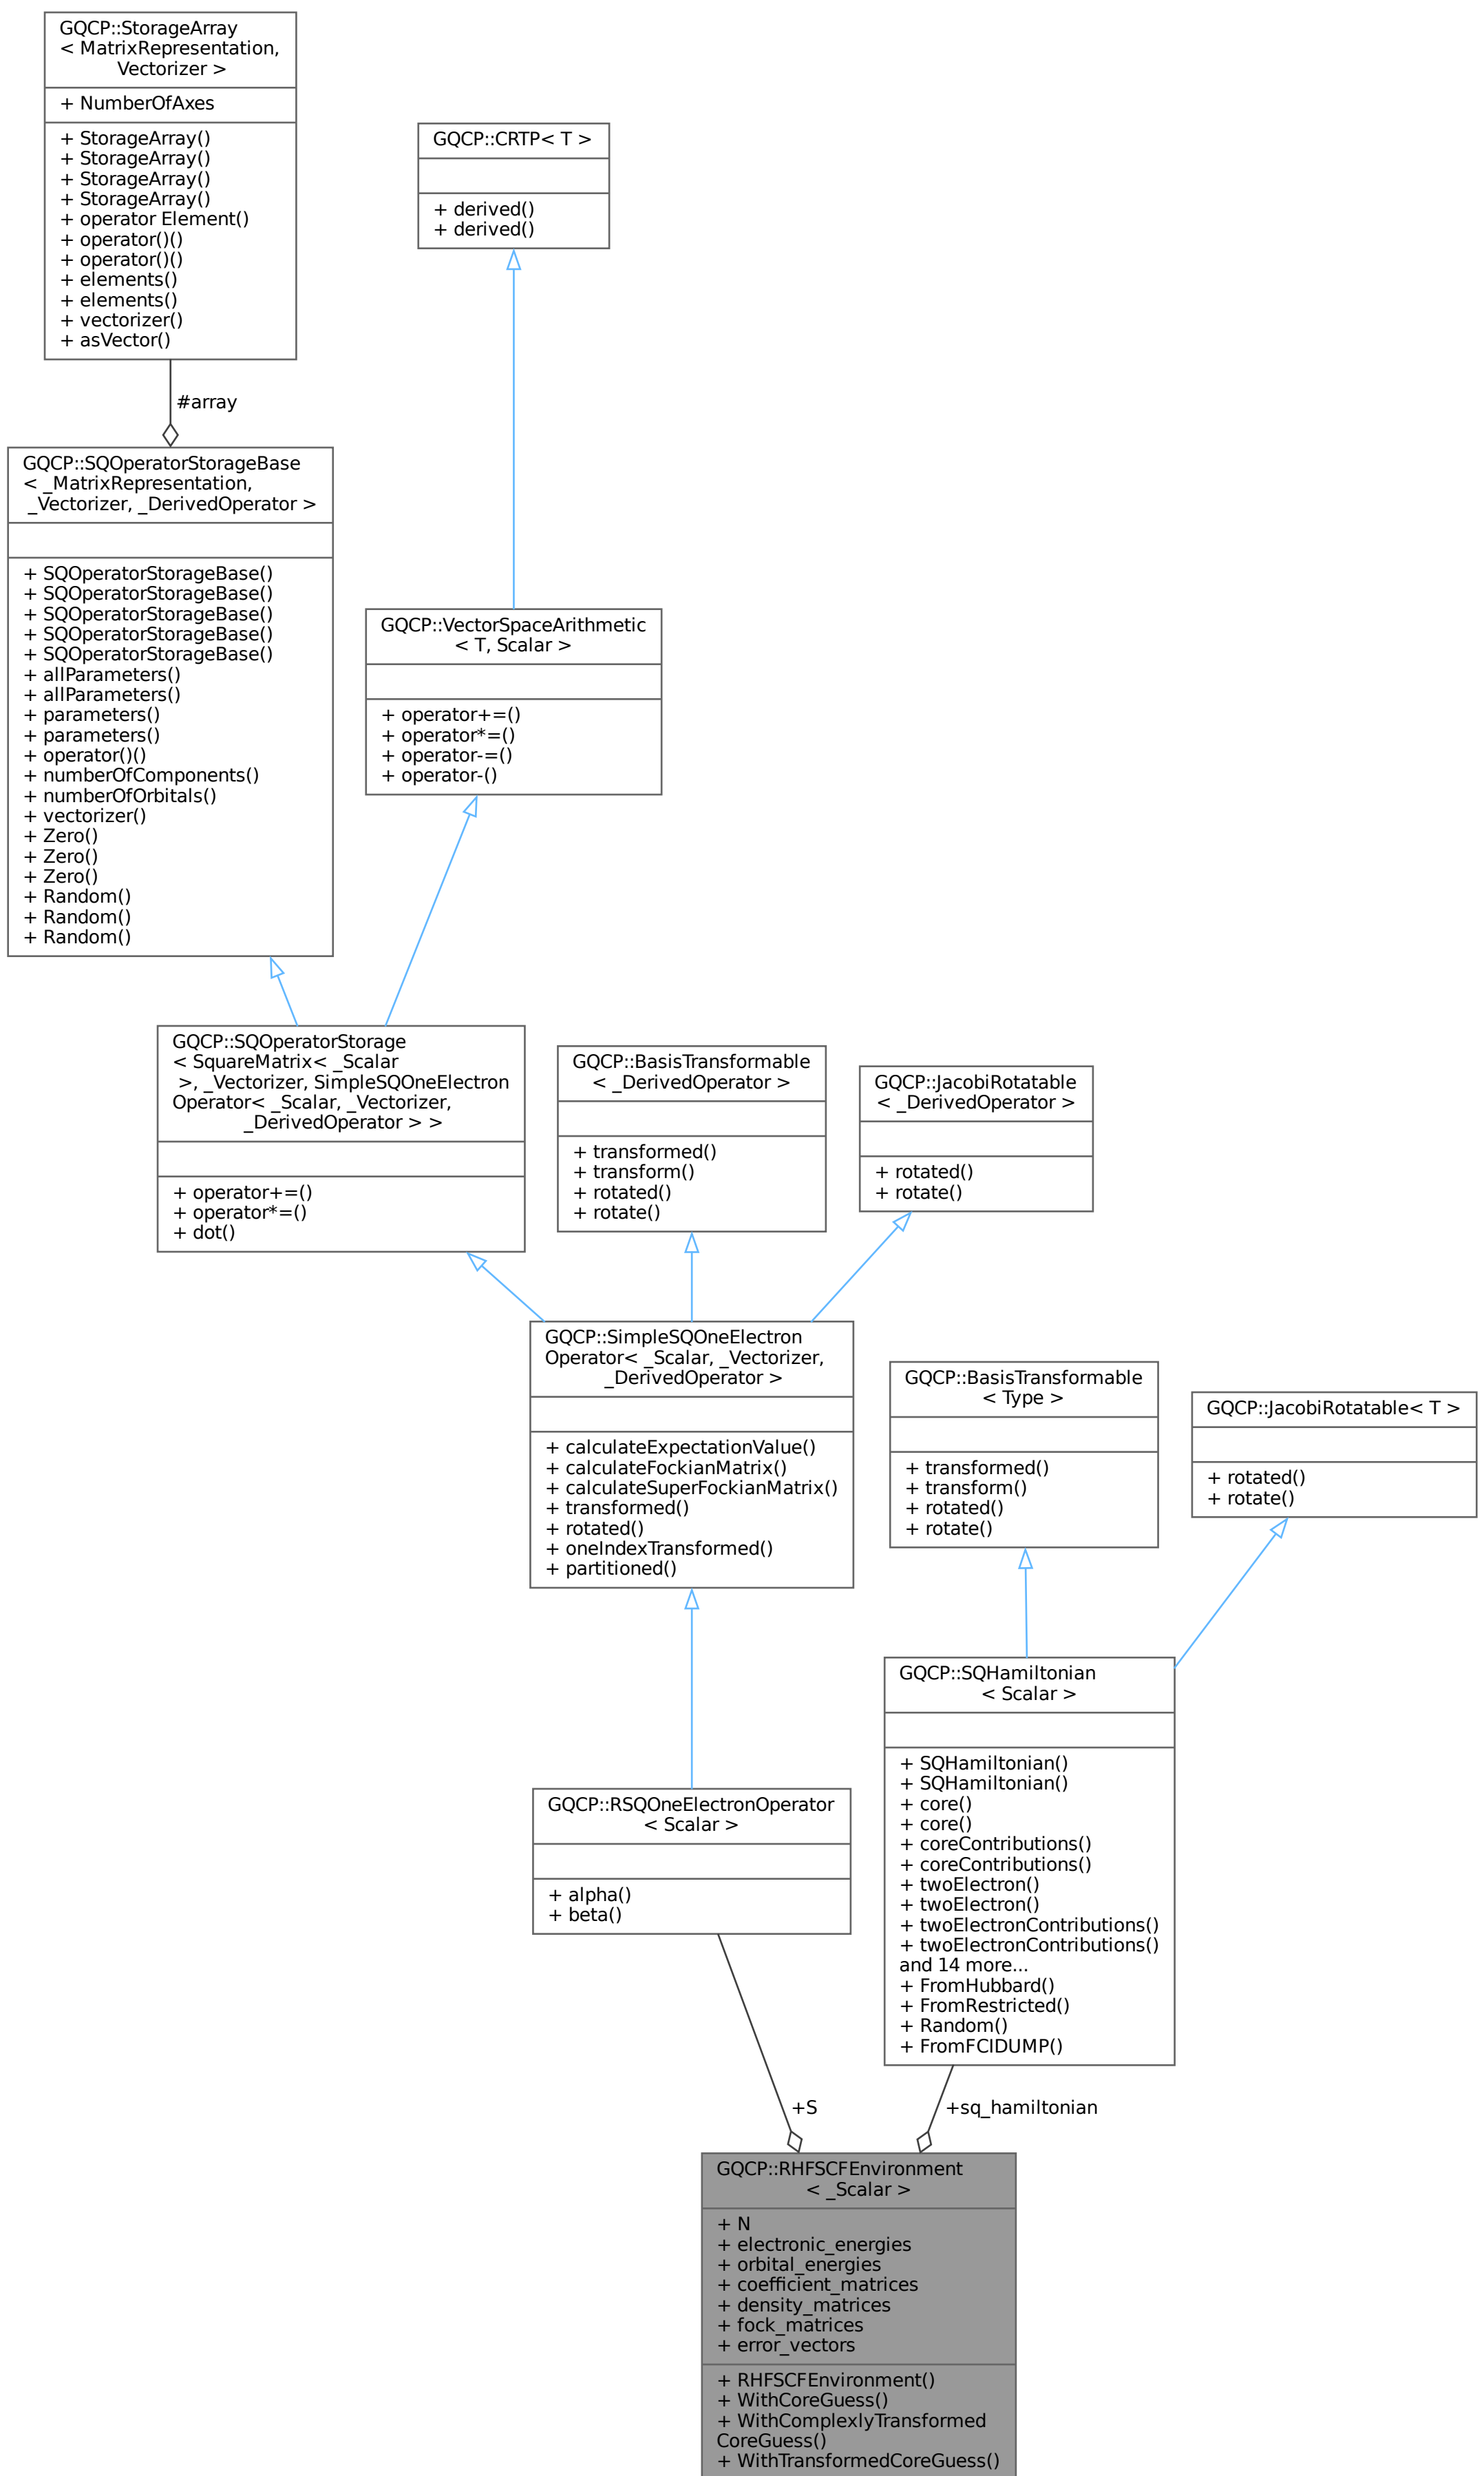 GQCP::StorageArray
< MatrixRepresentation,
Vectorizer >
+ NumberOfAxes
+ StorageArray()
+ StorageArray()
+ StorageArray()
+ StorageArray()
+ operator Element()
+ operator()()
+ operator()()
+ elements()
+ elements()
+ vectorizer()
+ asVector()
GQCP::CRTP< T >
+ derived()
+ derived()
#array
GQCP::SQOperatorStorageBase
< _MatrixRepresentation,
_Vectorizer, _DerivedOperator >
+ SQOperatorStorageBase()
+ SQOperatorStorageBase()
+ SQOperatorStorageBase()
+ SQOperatorStorageBase()
+ SQOperatorStorageBase()
+ allParameters()
+ allParameters()
+ parameters()
+ parameters()
+ operator()()
+ numberOfComponents()
+ numberOfOrbitals()
+ vectorizer()
+ Zero()
+ Zero()
+ Zero()
+ Random()
+ Random()
+ Random()
GQCP::VectorSpaceArithmetic
< T, Scalar >
+ operator+=()
+ operator*=()
+ operator-=()
+ operator-()
GQCP::SQOperatorStorage
< SquareMatrix< _Scalar
>, _Vectorizer, SimpleSQOneElectron
Operator< _Scalar, _Vectorizer,
_DerivedOperator > >
+ operator+=()
+ operator*=()
+ dot()
GQCP::BasisTransformable
< _DerivedOperator >
+ transformed()
+ transform()
+ rotated()
+ rotate()
GQCP::JacobiRotatable
< _DerivedOperator >
+ rotated()
+ rotate()
GQCP::SimpleSQOneElectron
Operator< _Scalar, _Vectorizer,
_DerivedOperator >
+ calculateExpectationValue()
+ calculateFockianMatrix()
+ calculateSuperFockianMatrix()
+ transformed()
+ rotated()
+ oneIndexTransformed()
+ partitioned()
GQCP::BasisTransformable
< Type >
+ transformed()
+ transform()
+ rotated()
+ rotate()
GQCP::JacobiRotatable< T >
+ rotated()
+ rotate()
GQCP::RSQOneElectronOperator
< Scalar >
+ alpha()
+ beta()
GQCP::SQHamiltonian
< Scalar >
+ SQHamiltonian()
+ SQHamiltonian()
+ core()
+ core()
+ coreContributions()
+ coreContributions()
+ twoElectron()
+ twoElectron()
+ twoElectronContributions()
+ twoElectronContributions()
and 14 more...
+ FromHubbard()
+ FromRestricted()
+ Random()
+ FromFCIDUMP()
+S
+sq_hamiltonian
GQCP::RHFSCFEnvironment
< _Scalar >
+ N
+ electronic_energies
+ orbital_energies
+ coefficient_matrices
+ density_matrices
+ fock_matrices
+ error_vectors
+ RHFSCFEnvironment()
+ WithCoreGuess()
+ WithComplexlyTransformed
CoreGuess()
+ WithTransformedCoreGuess()